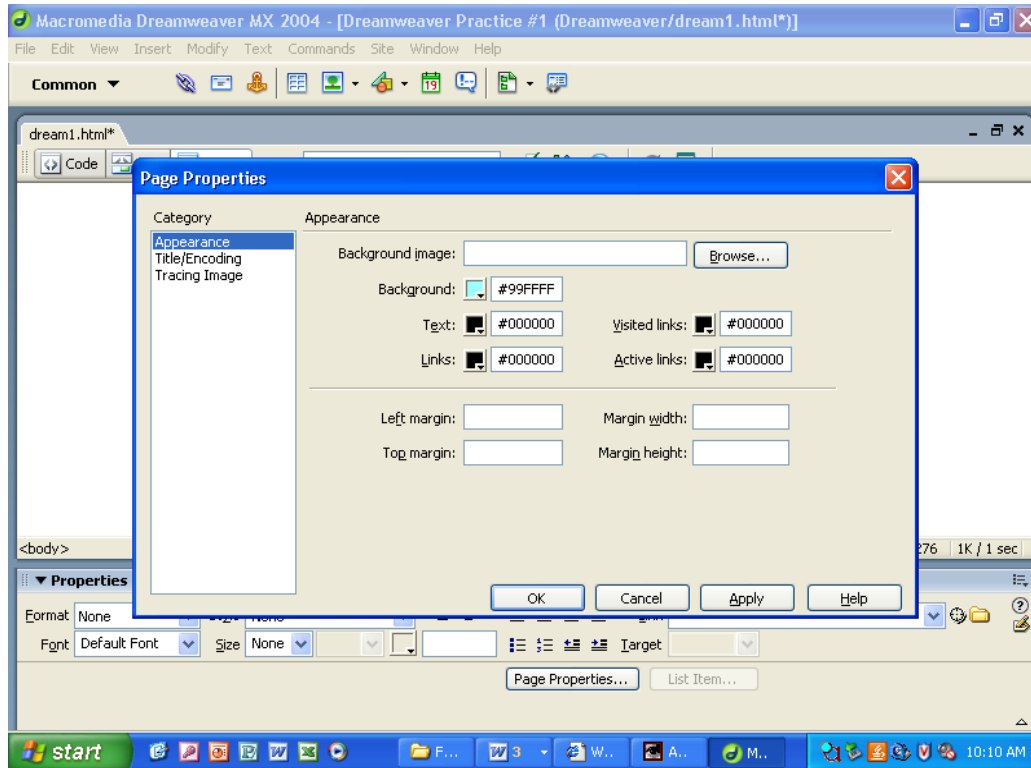 Macromedia Dreamweaver MX 2004 - [Dreamweaver Practice #1 (Dreamweaver/dream1.html*)]
File Edit View Insert Modify Text Commands Site Window Help
Common
19
dream1.html*
Code
Page Properties
Category
Appearance
Appearance
Title/Encoding
Tracing Image
Background image:
Browse...
Background: #99FFFF
Text: #000000 Visited links: #000000
Links: #000000 Active links: #000000
Left margin: Margin width:
Top margin: Margin height:
OK Cancel Apply Help
<body> 276 1K / 1 sec
Properties
Format None
Font Default Font Size None Target
Page Properties... List Item...
start F... 3 W.. A.. M.. 10:10 AM